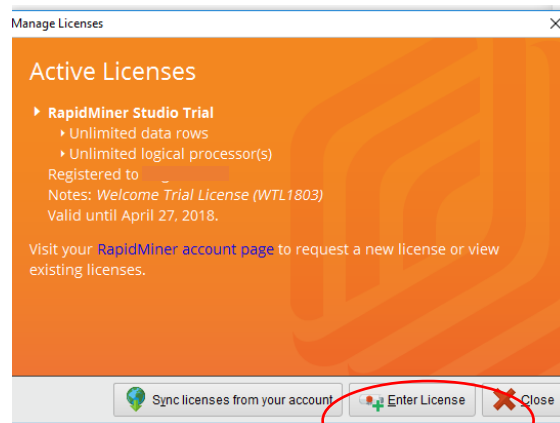 Manage Licenses
Active Licenses
RapidMiner Studio Trial
Unlimited data rows
Unlimited logical processor(s)
Registered to
Notes: Welcome Trial License (WTL1803)
Valid until April 27, 2018.
Visit your RapidMiner account page to request a new license or view
existing licenses.
Sync licenses from your account
Enter License
Close